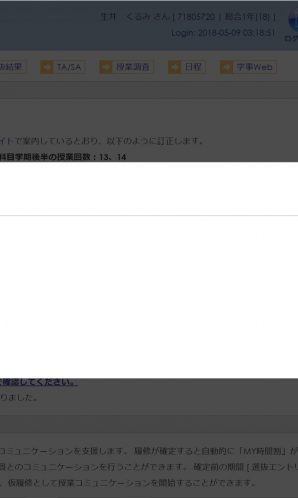 生井 くるみ さん [ 71805720 | 総合1年(18) ]
Login: 2018-05-09 03:18:51
ログ
抜結果 TA/SA 授業調査 日程 学事Web
イトで案内しているとおり、以下のように訂正します。
科目学期後半の授業回数：13、14
確認してください。
りました。
コミュニケーションを支援します。 履修が確定すると自動的に「MY時間割」が
員とのコミュニケーションを行うことができます。 確定前の期間 [ 選抜エントリ
、仮履修として授業コミュニケーションを開始することができます。